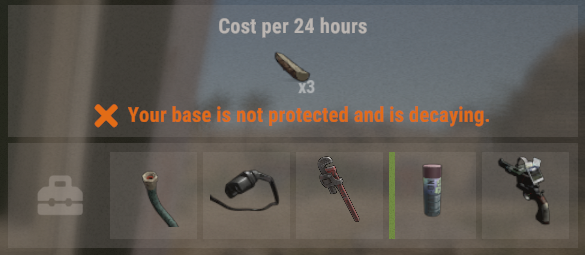 Cost per 24 hours
x3
Your base is not protected and is decaying.